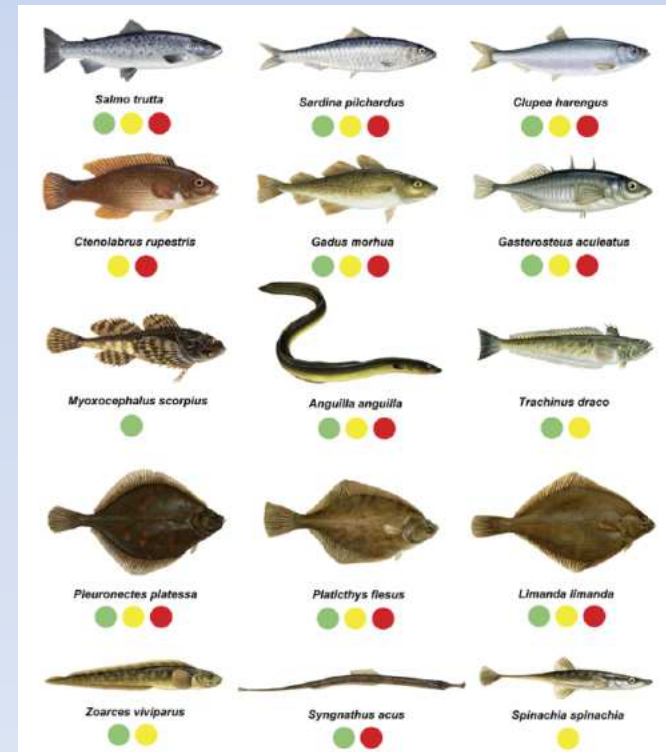 Salmo trutta
Sardina pilchardus
Clupea harengus
Ctenolabrus rupestris
Gadus morhua
Gasterosteus aculeatus
Myoxocephalus scorpius
Anguilla anguilla
Trachinus draco
Pleuronectes platessa
Platicthys flesus
Limanda limanda
Zoarces viviparus
Syngnathus acus
Spinachia spinachia